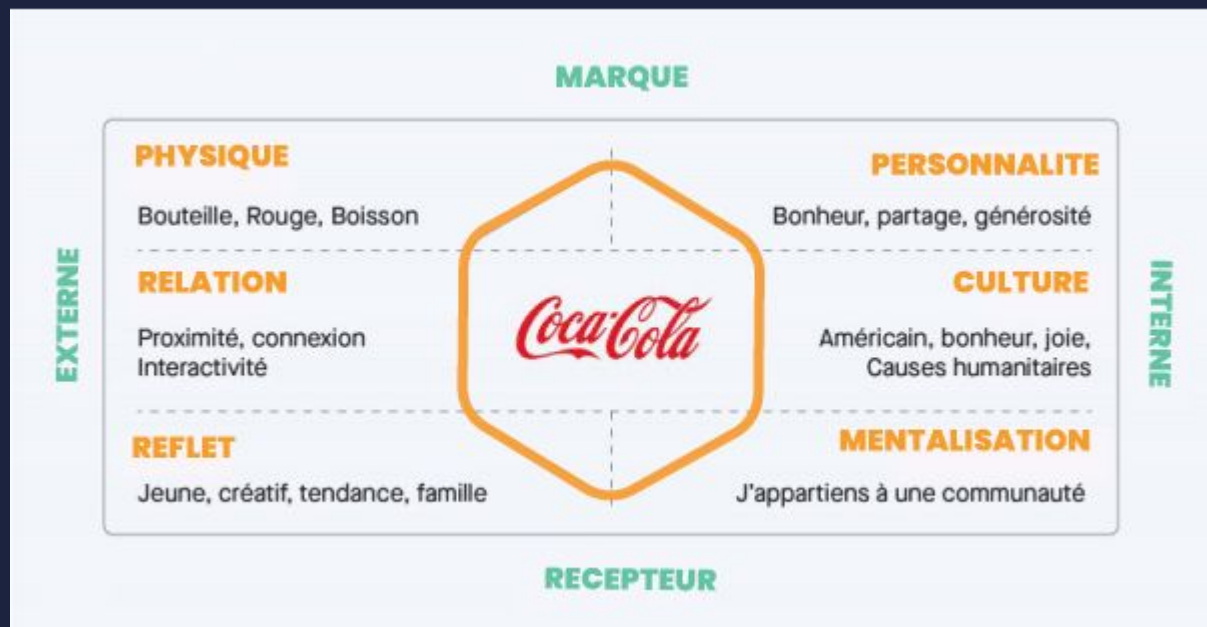 MARQUE
PHYSIQUE
PERSONNALITE
Bouteille, Rouge, Boisson
Bonheur, partage, générosité
EXTERNE
RELATION
CULTURE
INTERNE
Proximité, connexion
Interactivité
Coca-Cola
Américain, bonheur, joie,
Causes humanitaires
REFLET
MENTALISATION
Jeune, créatif, tendance, famille
J'appartiens à une communauté
RECEPTEUR